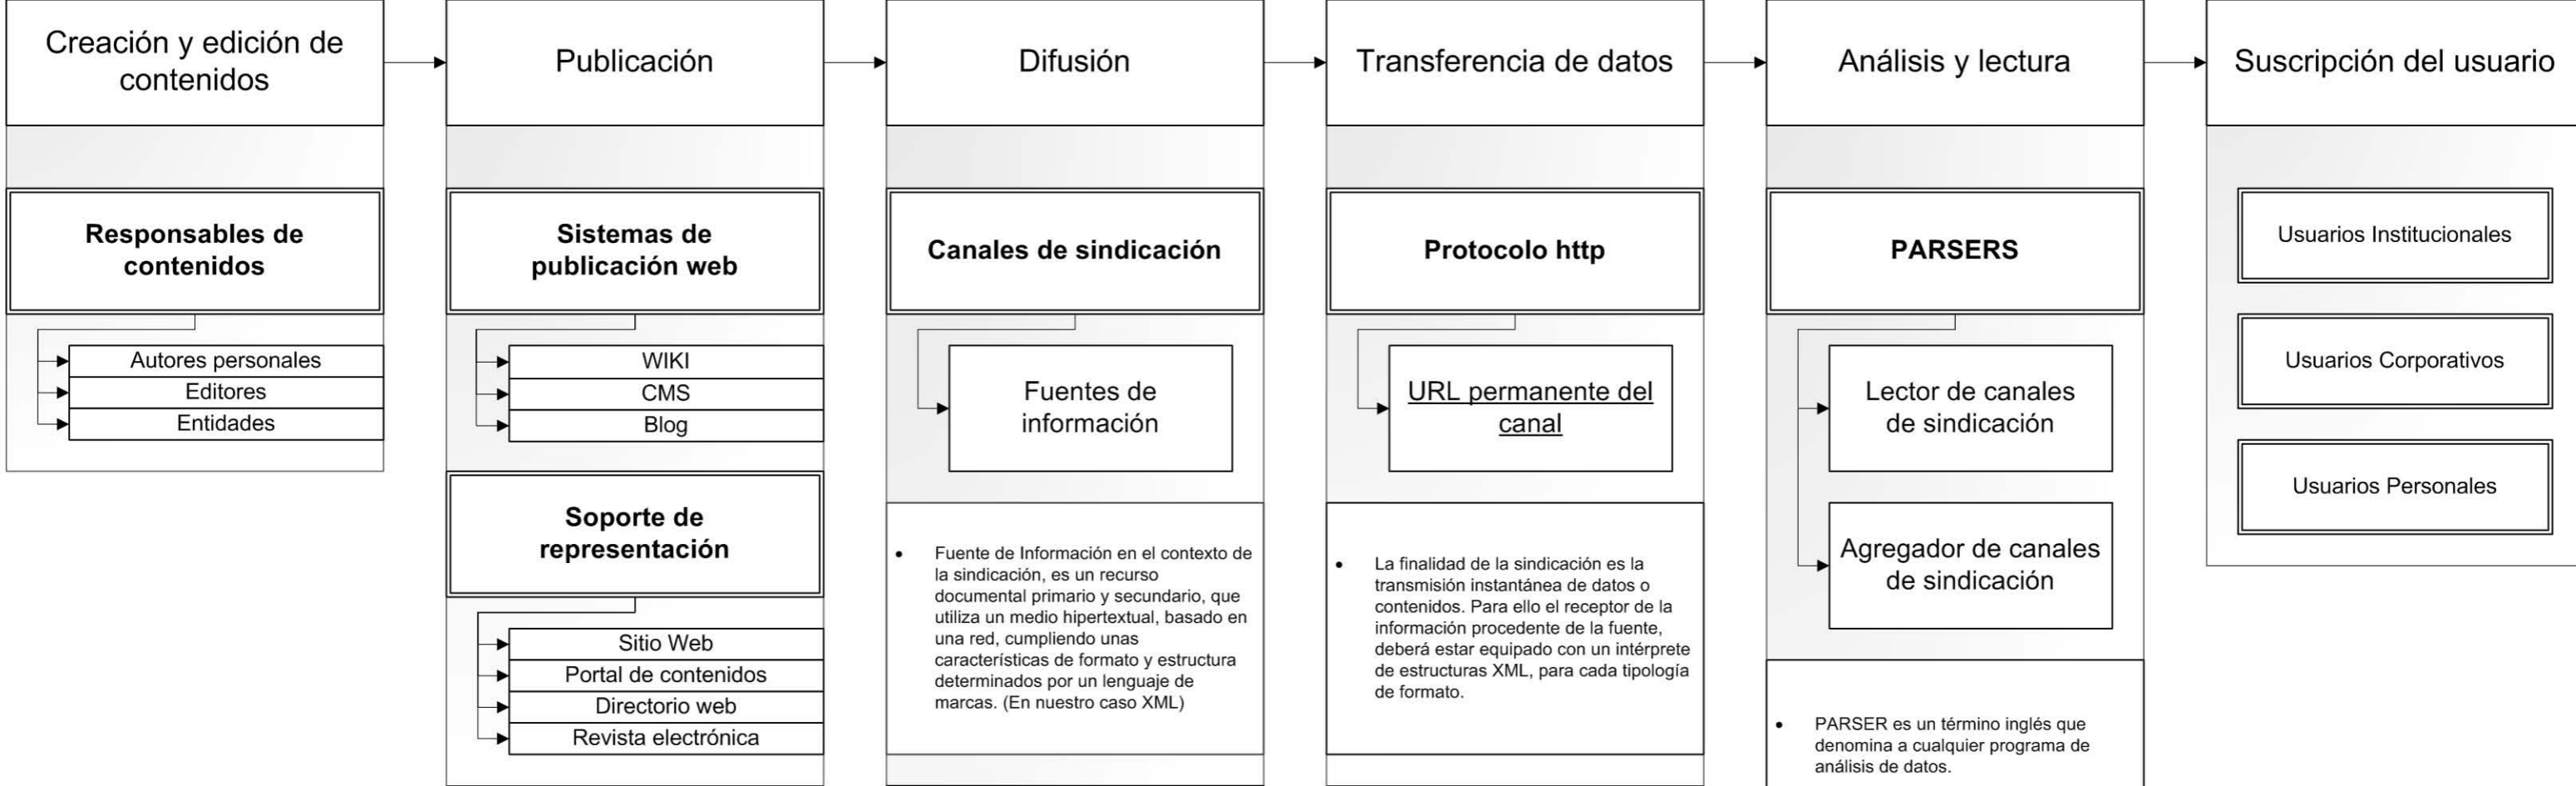 Creación y edición de
contenidos
Publicación
Difusión
Transferencia de datos
Análisis y lectura
Suscripción del usuario
Responsables de
contenidos
Autores personales
Editores
Entidades
Sistemas de
publicación web
WIKI
CMS
Blog
Soporte de
representación
Sitio Web
Portal de contenidos
Directorio web
Revista electrónica
Canales de sindicación
Fuentes de
información
• Fuente de Información en el contexto de
la sindicación, es un recurso
documental primario y secundario, que
utiliza un medio hipertextual, basado en
una red, cumpliendo unas
características de formato y estructura
determinados por un lenguaje de
marcas. (En nuestro caso XML)
Protocolo http
URL permanente del
canal
• La finalidad de la sindicación es la
transmisión instantánea de datos o
contenidos. Para ello el receptor de la
información procedente de la fuente,
deberá estar equipado con un intérprete
de estructuras XML, para cada tipología
de formato.
PARSERS
Lector de canales
de sindicación
Agregador de canales
de sindicación
• PARSER es un término inglés que
denomina a cualquier programa de
análisis de datos.
Usuarios Institucionales
Usuarios Corporativos
Usuarios Personales